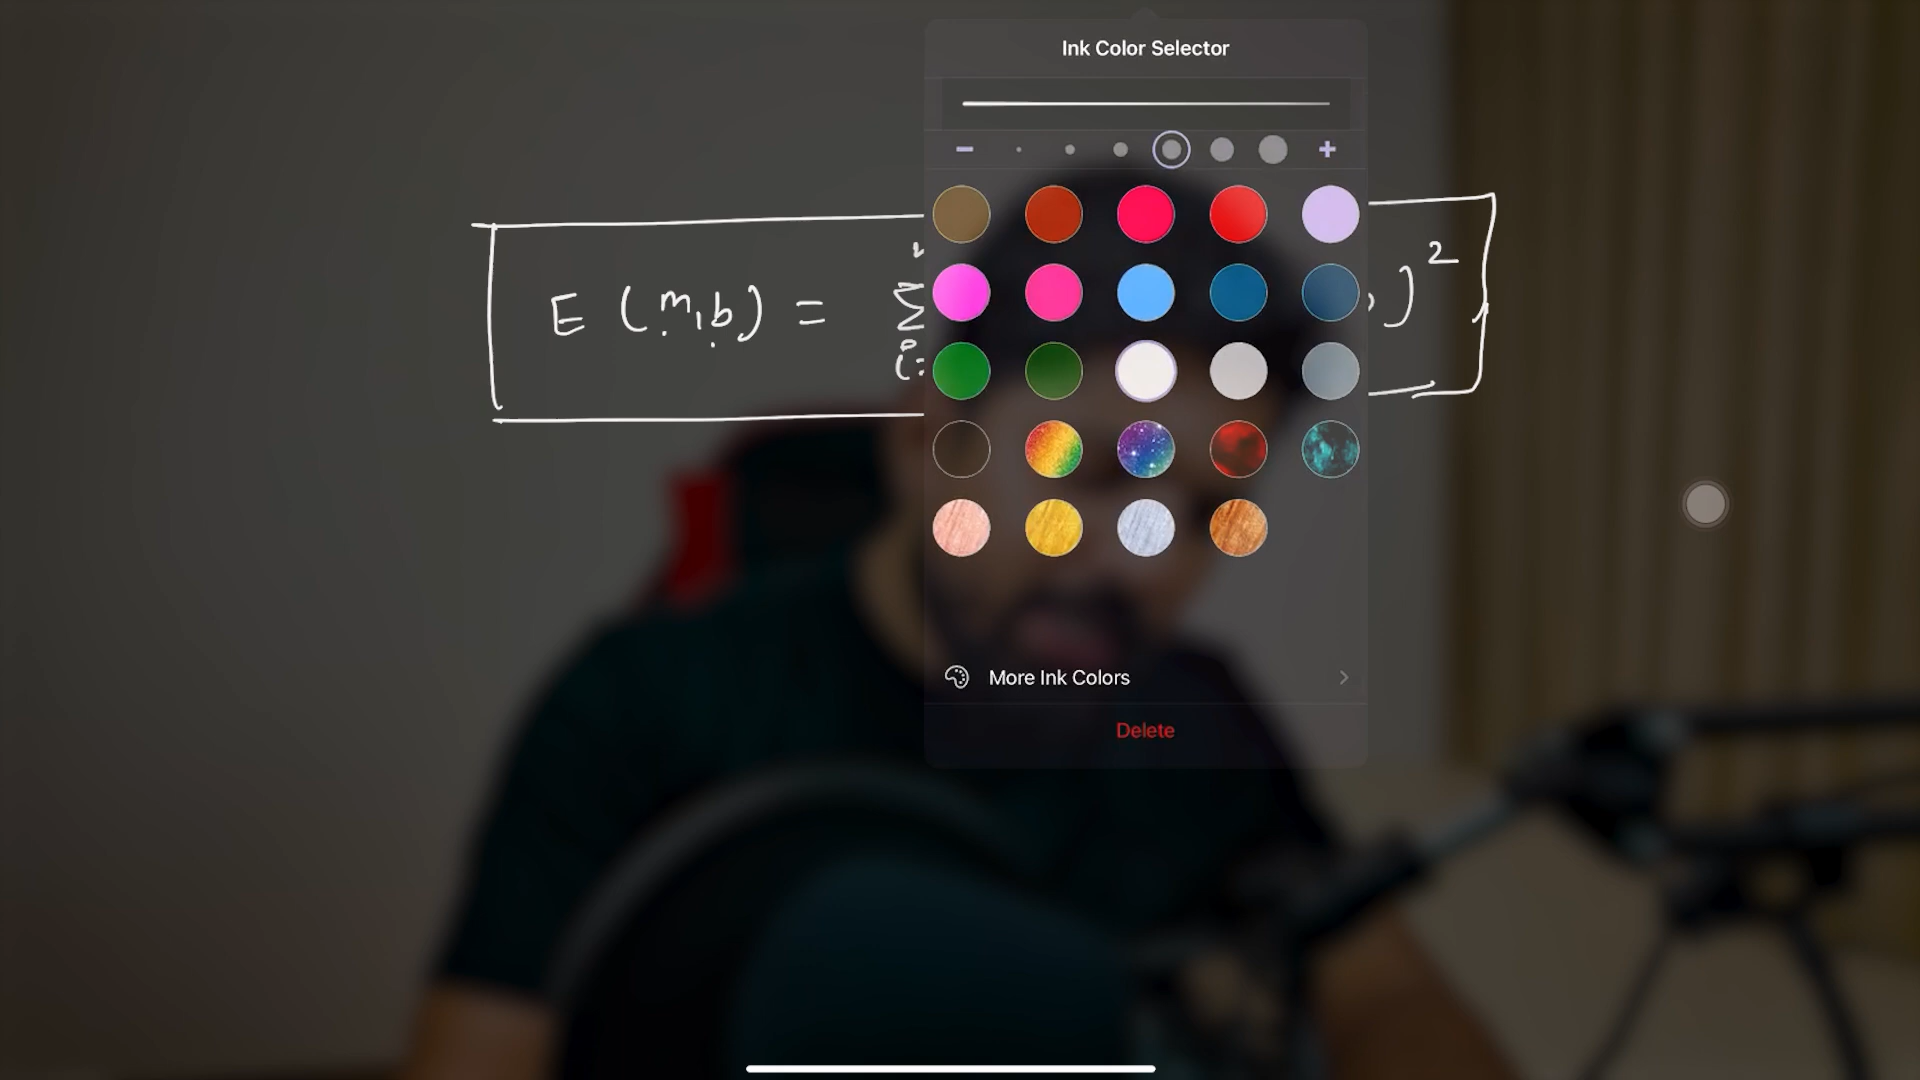 Ink Color Selector
E (m, b) = Σ )²
More Ink Colors
Delete